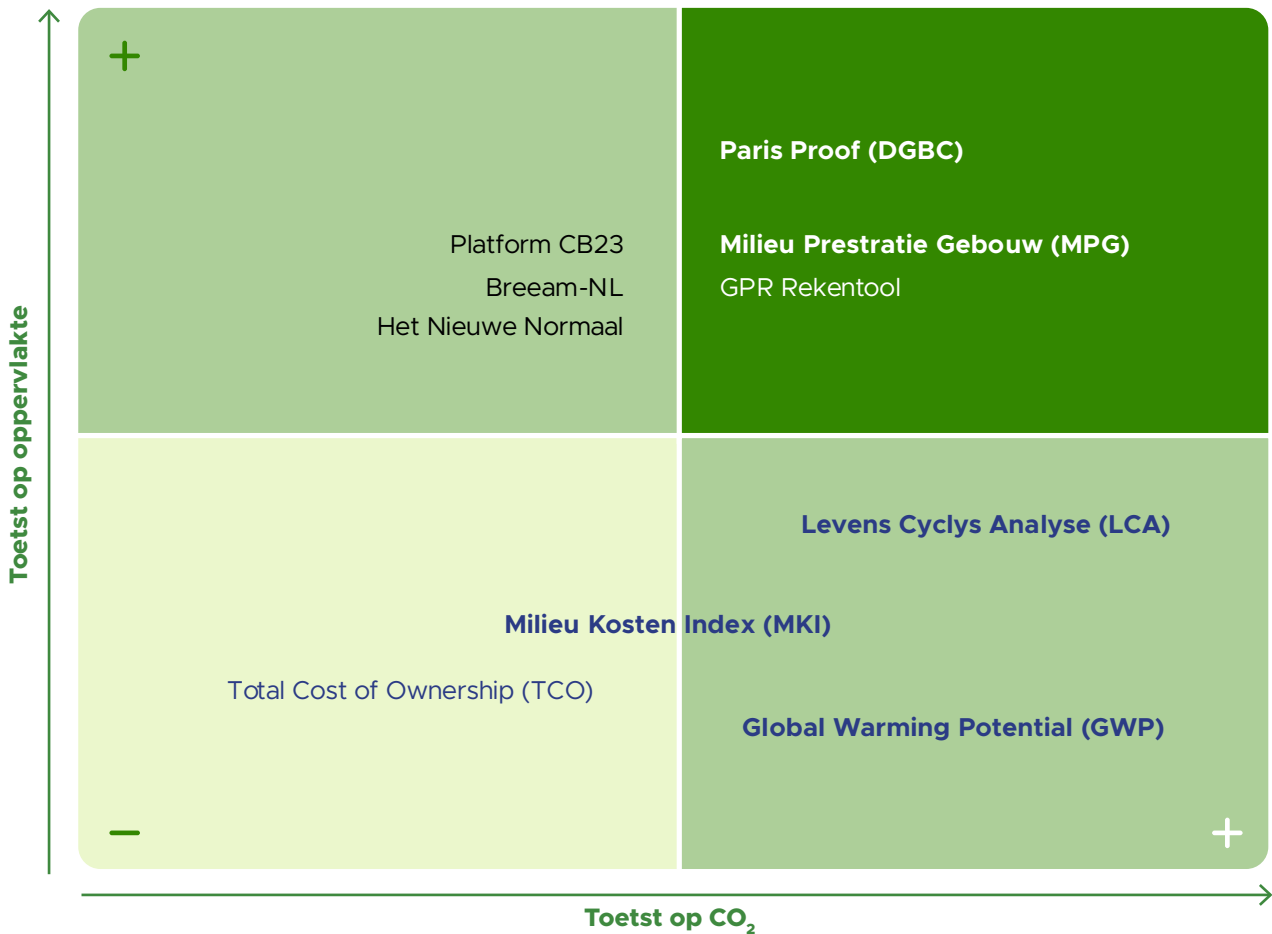 +
Paris Proof (DGBC)
Platform CB23
Milieu Prestratie Gebouw (MPG)
Breeam-NL
GPR Rekentool
Het Nieuwe Normaal
Toetst op oppervlakte
Levens Cyclys Analyse (LCA)
Milieu Kosten Index (MKI)
Total Cost of Ownership (TCO)
Global Warming Potential (GWP)
−
+
Toetst op CO₂